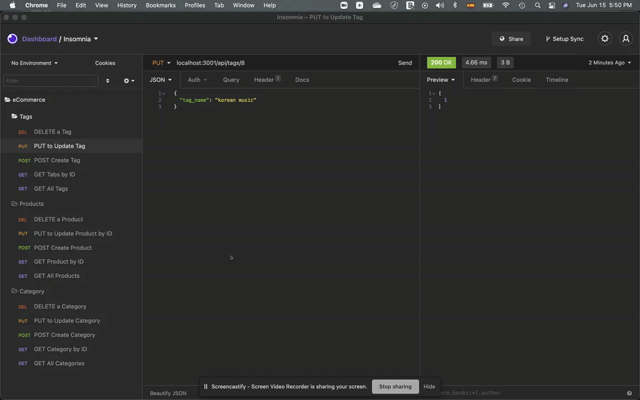 Chrome File Edit View History Bookmarks Profiles Tab Window Help Tue Jun 15 5:50 PM
Insomnia – PUT to Update Tag
Dashboard / Insomnia
Share
Setup Sync
No Environment
Cookies
PUT localhost:3001/api/tags/8 Send
200 OK 4.66 ms 3 B 2 Minutes Ago
Filter
JSON Auth Query Header 1 Docs
Preview Header 7 Cookie Timeline
1 {
2 "tag_name": "korean music"
3 }
1 [
2 1
3 ]
eCommerce
Tags
DEL DELETE a Tag
PUT PUT to Update Tag
POST POST Create Tag
GET GET Tabs by ID
GET GET All Tags
Products
DEL DELETE a Product
PUT PUT to Update Product by ID
POST POST Create Product
GET GET Product by ID
GET GET All Products
Category
DEL DELETE a Category
PUT PUT to Update Category
POST POST Create Category
GET GET Category by ID
GET GET All Categories
Screencastify - Screen Video Recorder is sharing your screen. Stop sharing Hide
Beautify JSON